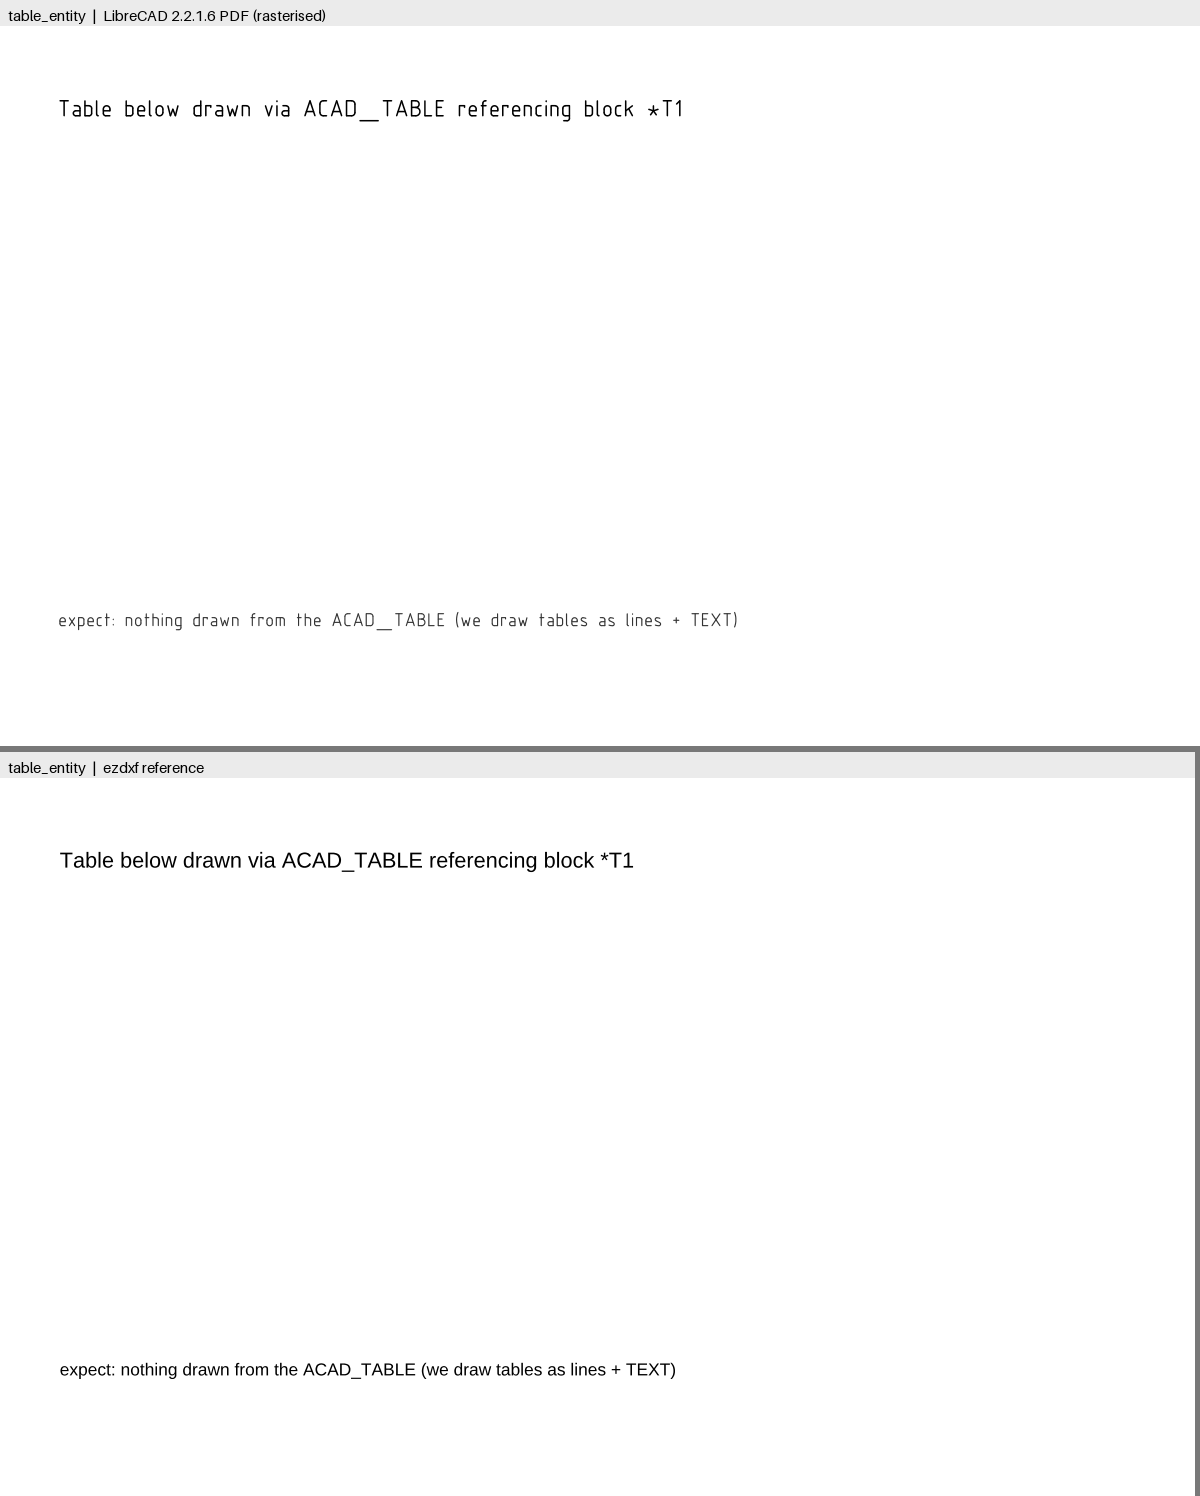 table_entity | LibreCAD 2.2.1.6 PDF (rasterised)
Table below drawn via ACAD_TABLE referencing block *T1
expect: nothing drawn from the ACAD_TABLE (we draw tables as lines + TEXT)
table_entity | ezdxf reference
Table below drawn via ACAD_TABLE referencing block *T1
expect: nothing drawn from the ACAD_TABLE (we draw tables as lines + TEXT)